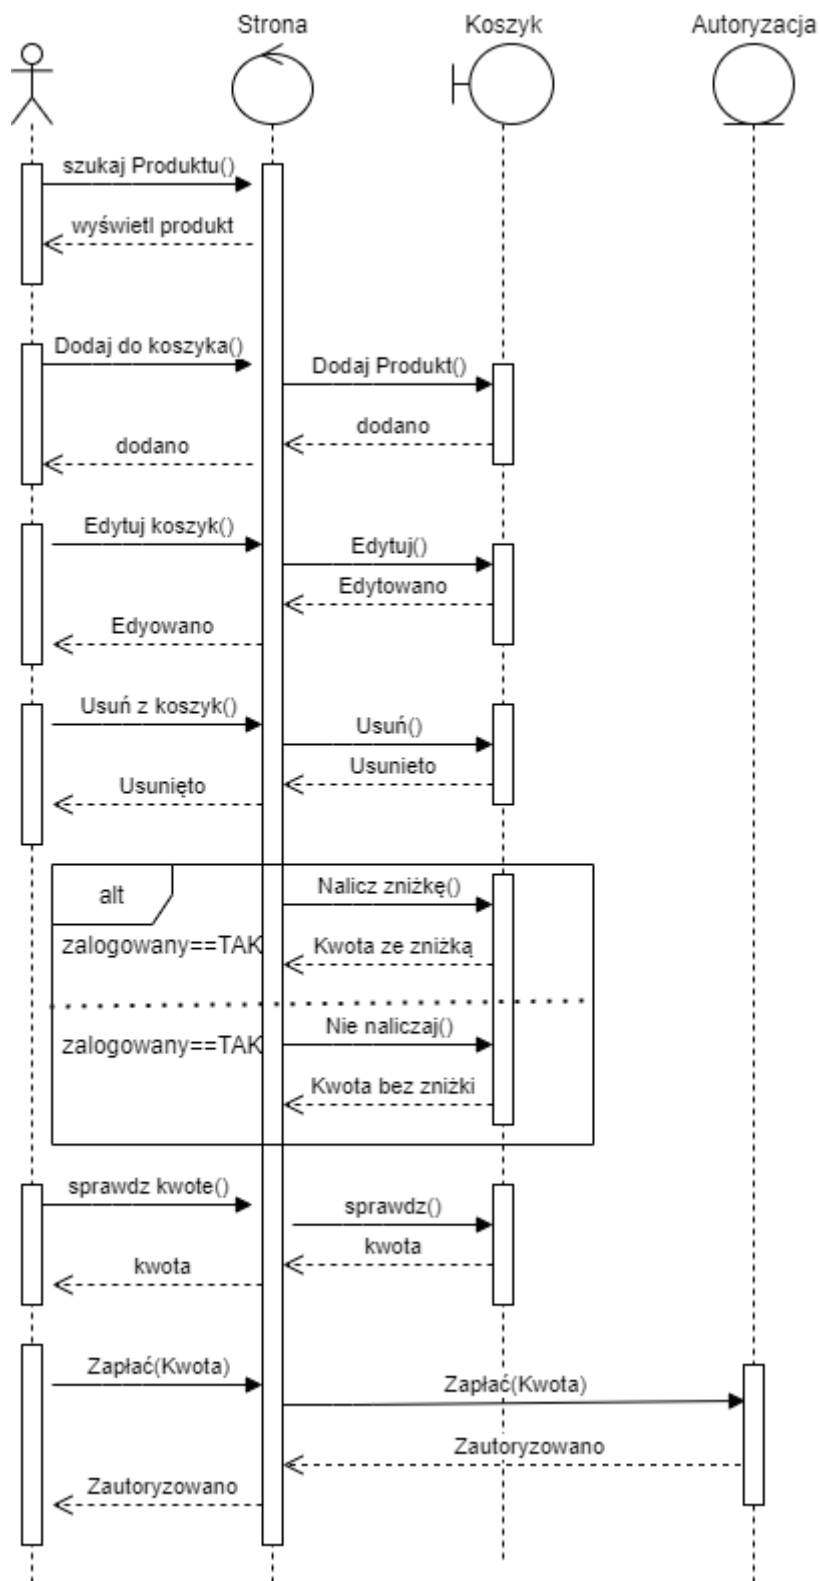 Strona
Koszyk
Autoryzacja
szukaj Produktu()
wyświetl produkt
Dodaj do koszyka()
Dodaj Produkt()
dodano
dodano
Edytuj koszyk()
Edytuj()
Edytowano
Edyowano
Usuń z koszyk()
Usuń()
Usunieto
Usunięto
alt
Nalicz zniżkę()
zalogowany==TAK
Kwota ze zniżką
Nie naliczaj()
zalogowany==TAK
Kwota bez zniżki
sprawdz kwote()
sprawdz()
kwota
kwota
Zapłać(Kwota)
Zapłać(Kwota)
Zautoryzowano
Zautoryzowano